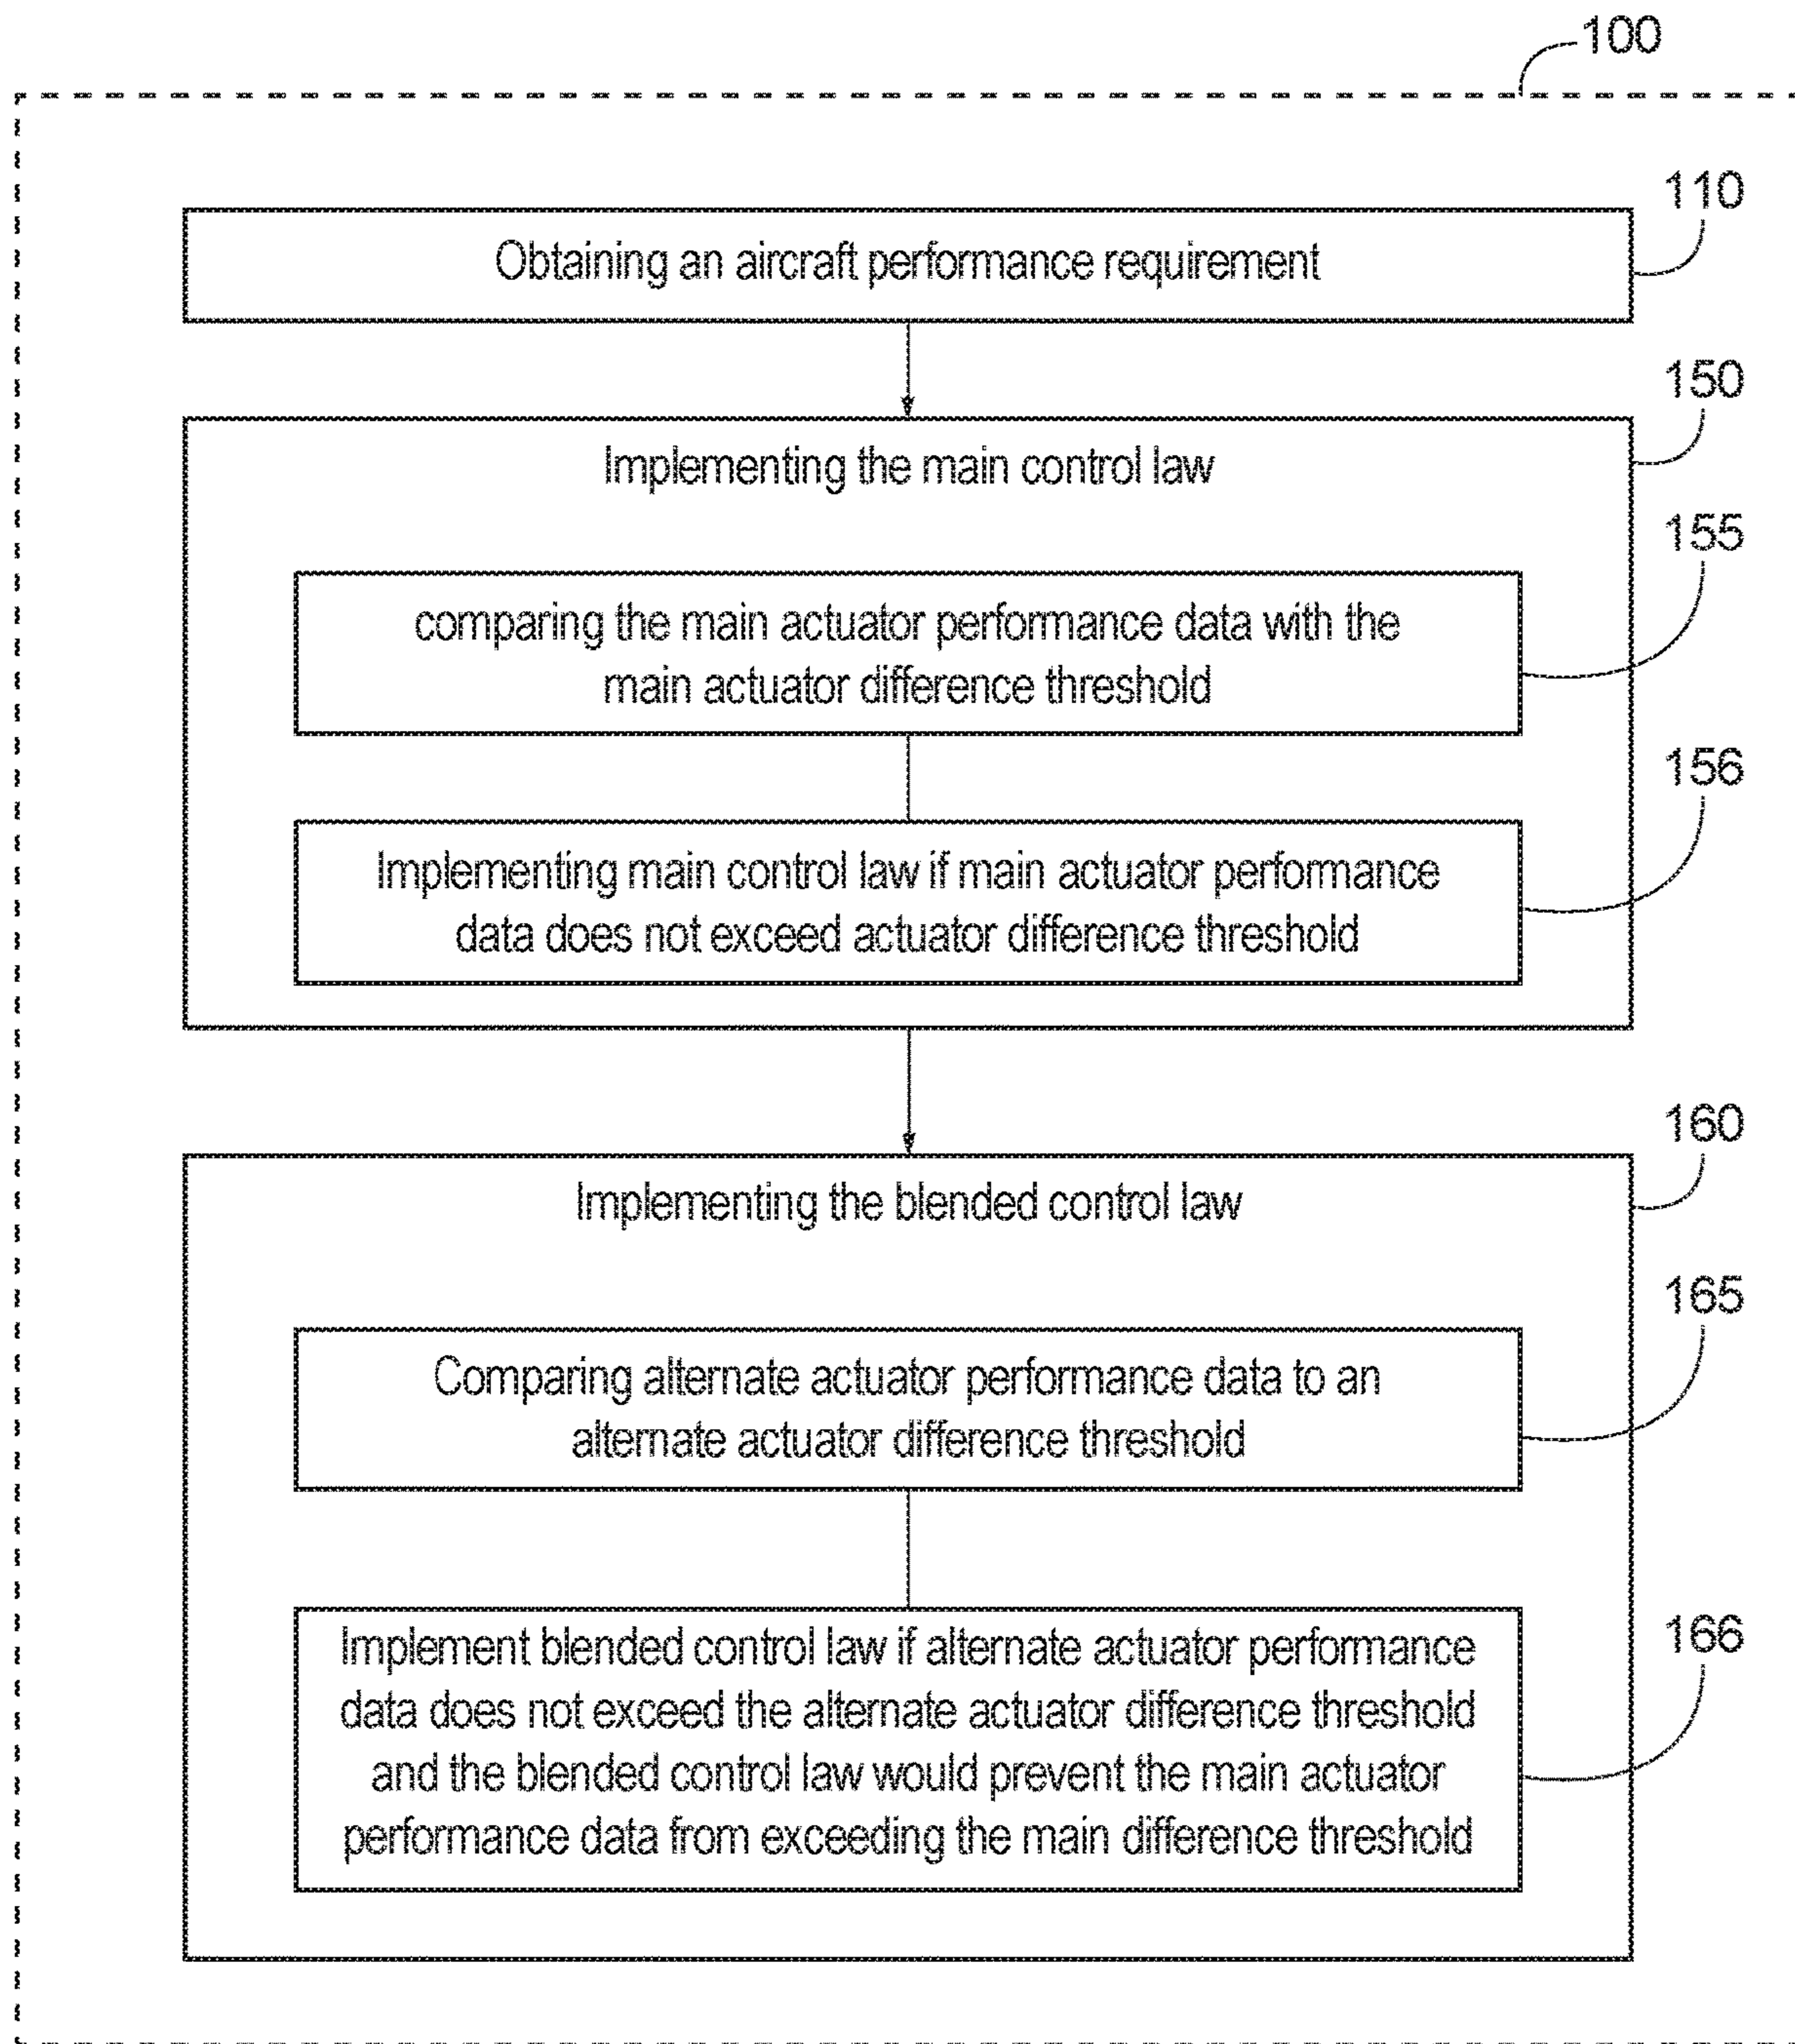 100
110
Obtaining an aircraft performance requirement
150
Implementing the main control law
155
comparing the main actuator performance data with the
main actuator difference threshold
156
Implementing main control law if main actuator performance
data does not exceed actuator difference threshold
160
Implementing the blended control law
165
Comparing alternate actuator performance data to an
alternate actuator difference threshold
166
Implement blended control law if alternate actuator performance
data does not exceed the alternate actuator difference threshold
and the blended control law would prevent the main actuator
performance data from exceeding the main difference threshold